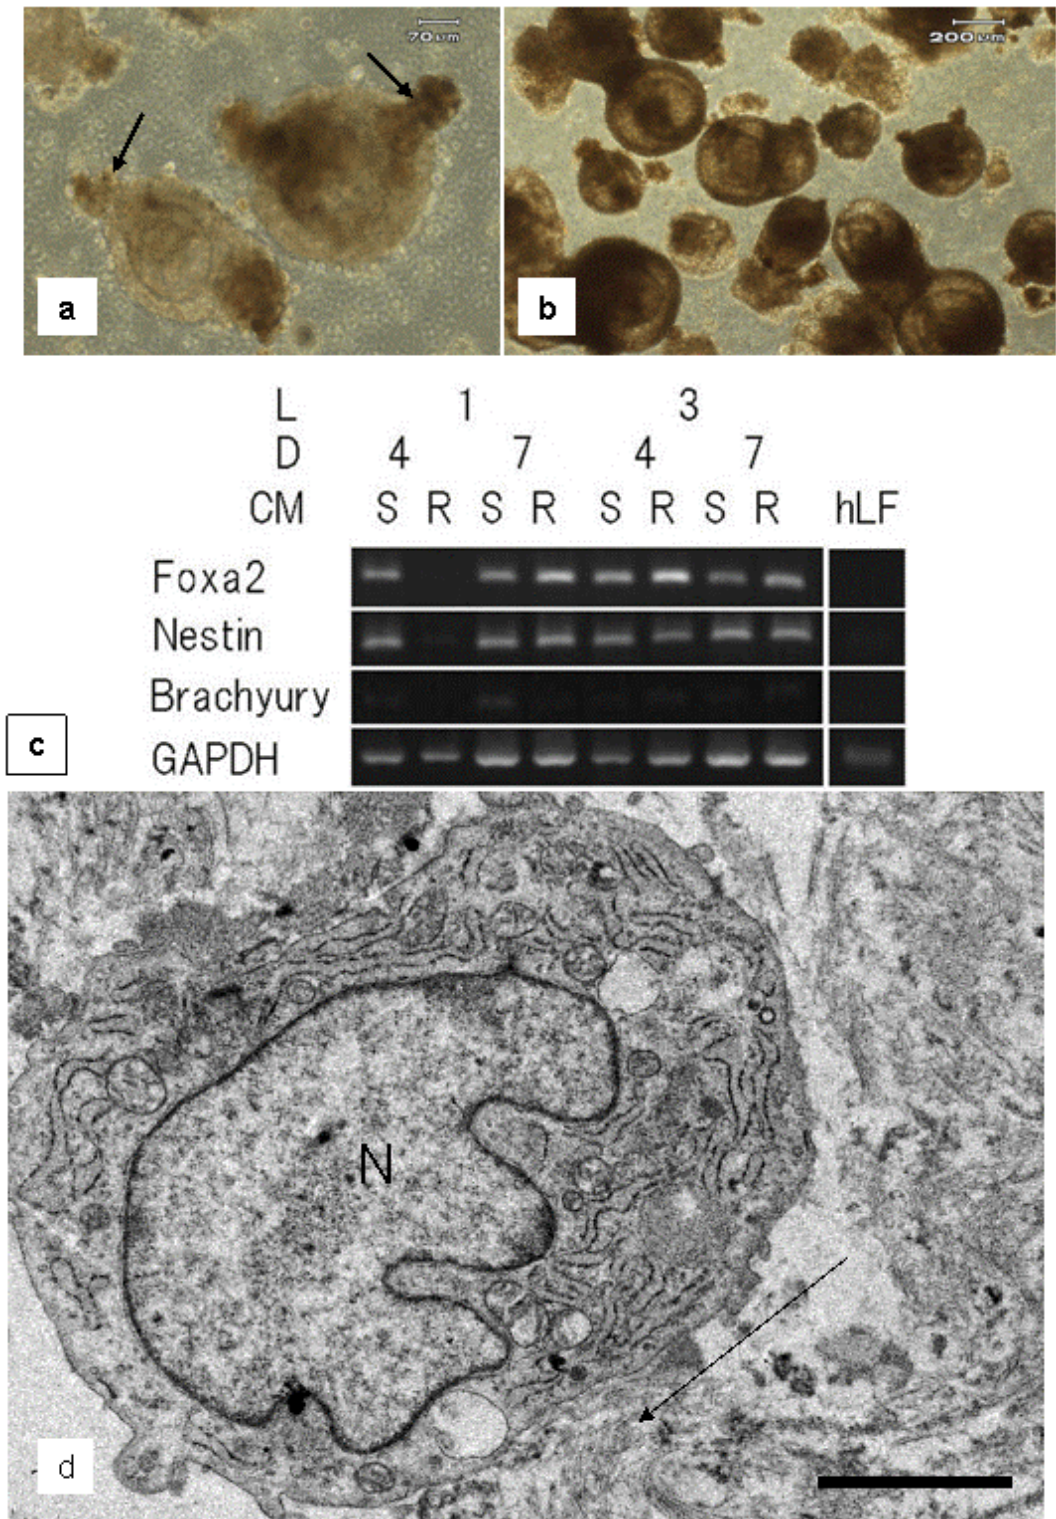 70 µm
200 µm
a
b
L 1 3
D 4 7 4 7
CM S R S R S R S R hLF
Foxa2
Nestin
Brachyury
c
GAPDH
N
d